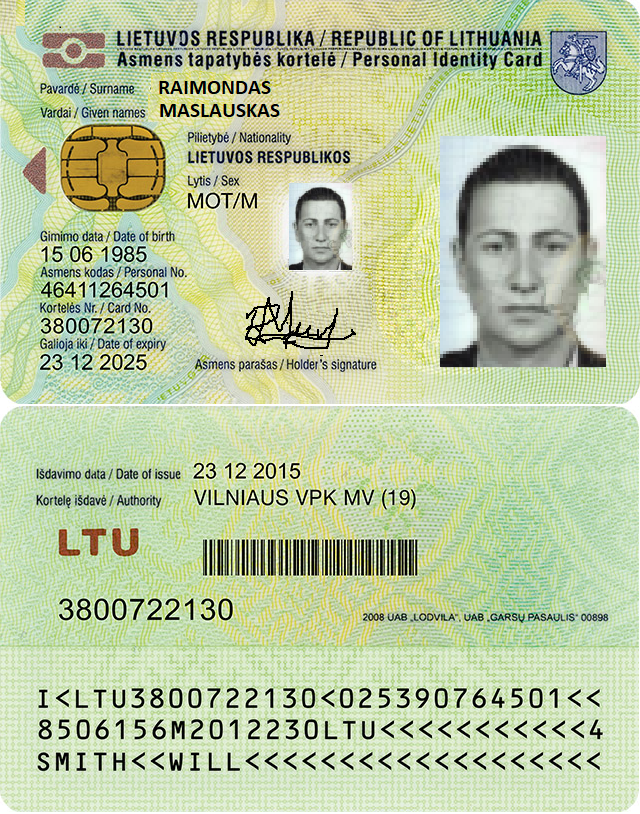 LIETUVOS RESPUBLIKA / REPUBLIC OF LITHUANIA
Asmens tapatybės kortelė / Personal Identity Card
Pavardė / Surname RAIMONDAS
Vardai / Given names MASLAUSKAS
Pilietybė / Nationality
LIETUVOS RESPUBLIKOS
Lytis / Sex
MOT/M
Gimimo data / Date of birth
15 06 1985
Asmens kodas / Personal No.
46411264501
Kortelės Nr. / Card No.
380072130
Galioja iki / Date of expiry
23 12 2025
Asmens parašas / Holder's signature
Išdavimo data / Date of issue 23 12 2015
Kortelę išdavė / Authority VILNIAUS VPK MV (19)
LTU
3800722130
2008 UAB „LODVILA", UAB „GARSŲ PASAULIS" 00898
I<LTU3800722130<025390764501<<
8506156M2012230LTU<<<<<<<<<<<4
SMITH<<WILL<<<<<<<<<<<<<<<<<<<